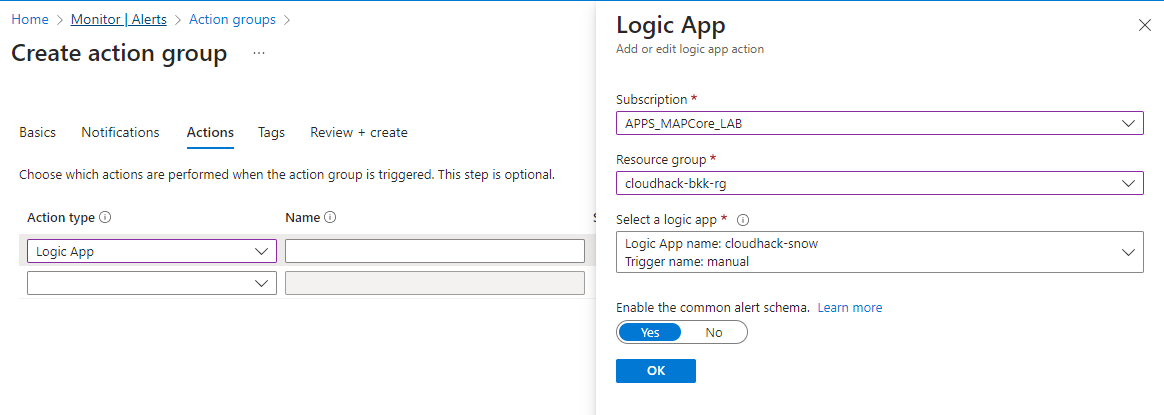 Home > Monitor | Alerts > Action groups >
Create action group ...
Basics Notifications Actions Tags Review + create
Choose which actions are performed when the action group is triggered. This step is optional.
Action type Name S
Logic App
Logic App
Add or edit logic app action
Subscription *
APPS_MAPCore_LAB
Resource group *
cloudhack-bkk-rg
Select a logic app *
Logic App name: cloudhack-snow
Trigger name: manual
Enable the common alert schema. Learn more
Yes No
OK